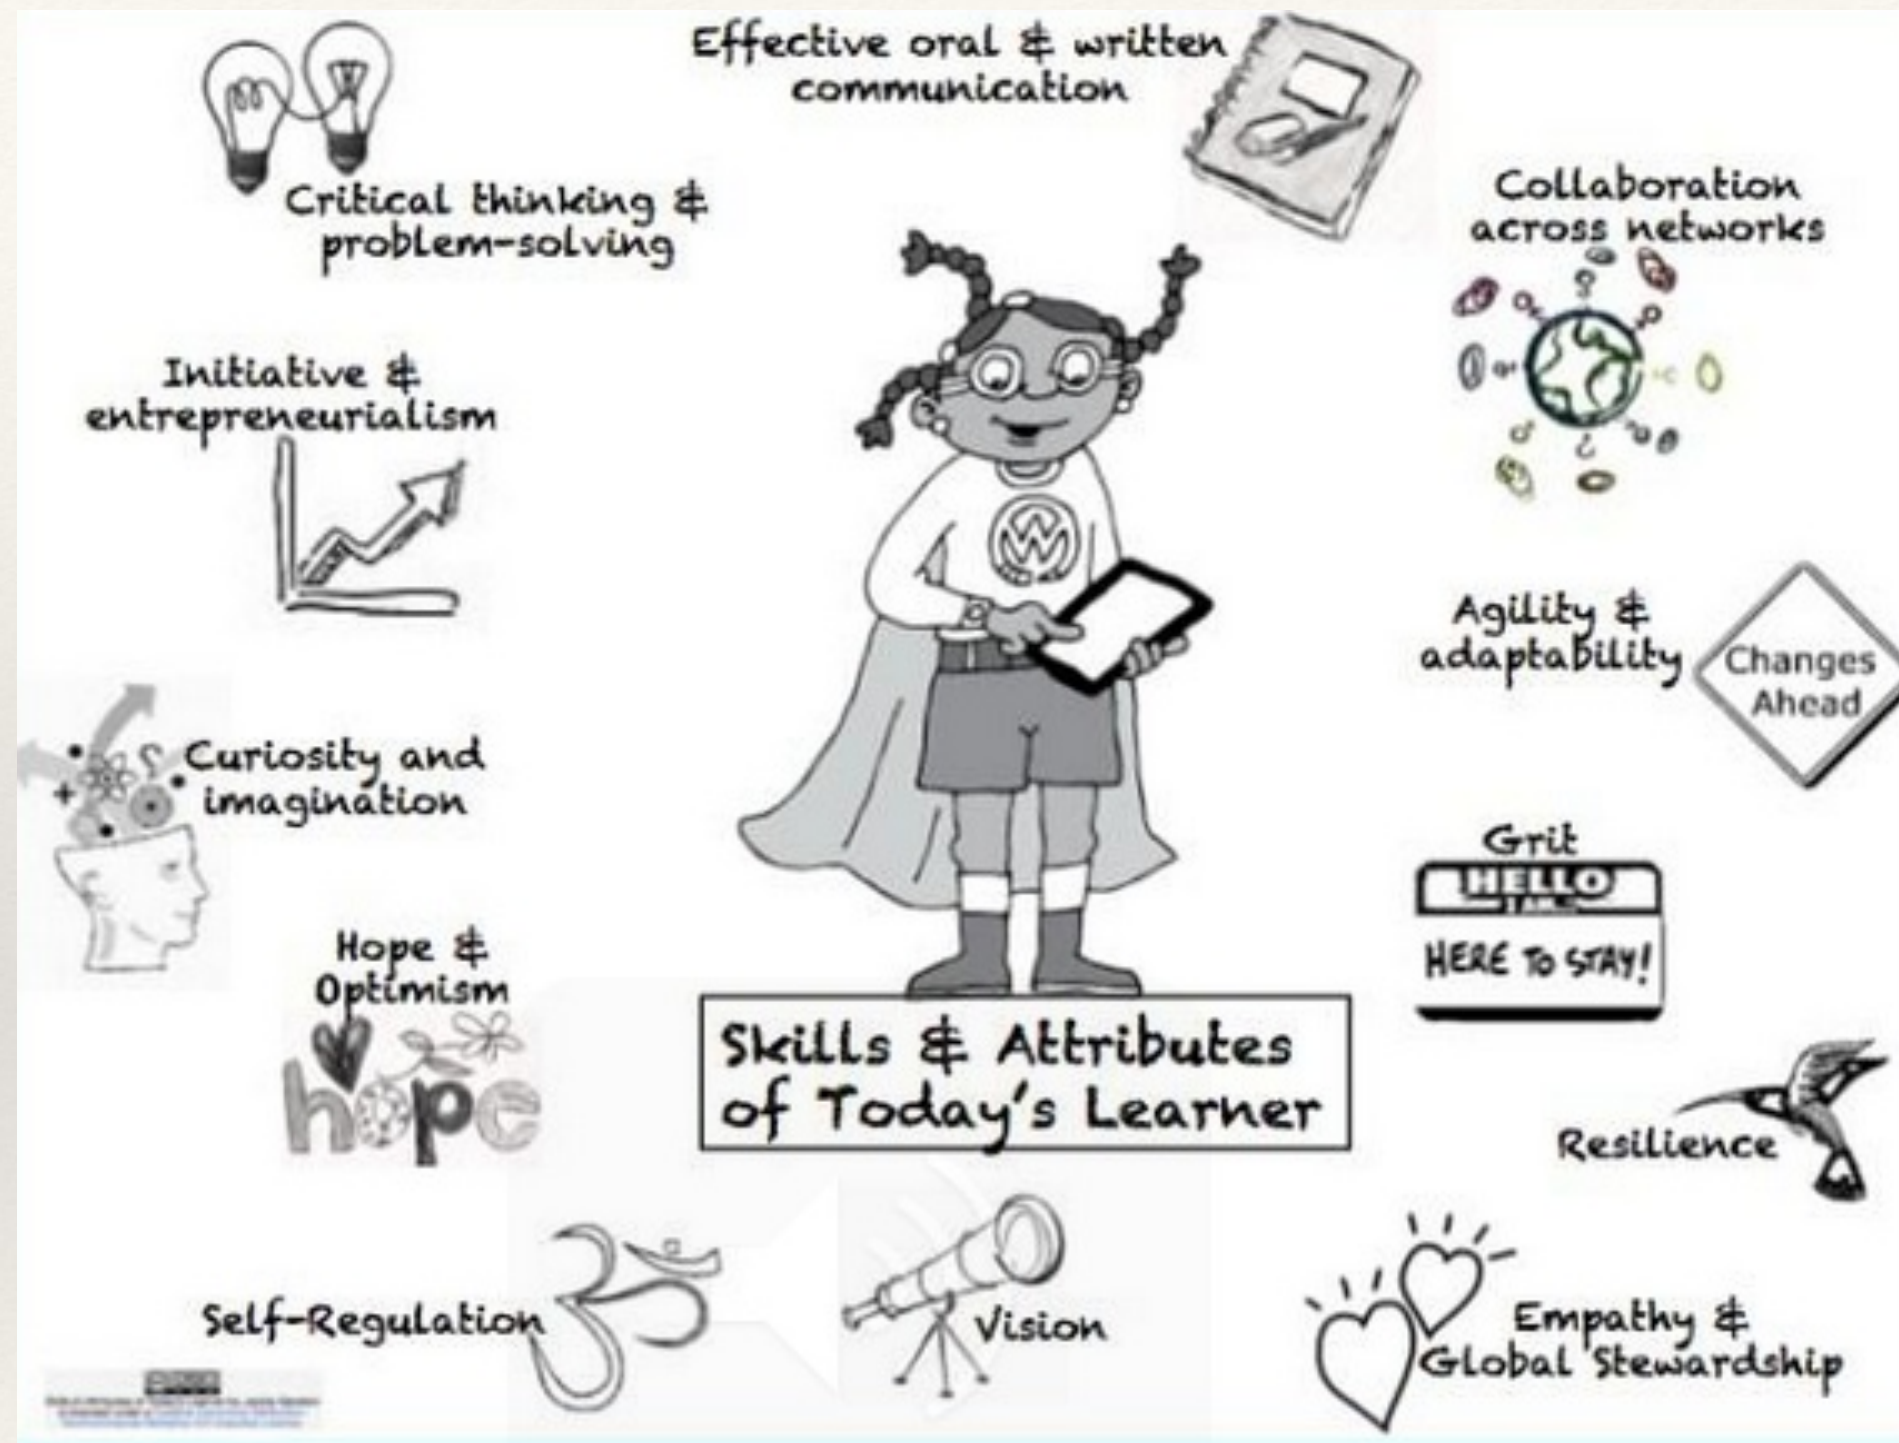 Effective oral & written
communication
Critical thinking &
problem-solving
Collaboration
across networks
Initiative &
entrepreneurialism
Agility &
adaptability
Changes
Ahead
Curiosity and
imagination
Grit
HELLO
HERE TO STAY!
Hope &
Optimism
hope
Skills & Attributes
of Today's Learner
Resilience
Self-Regulation
ॐ
Vision
Empathy &
Global Stewardship